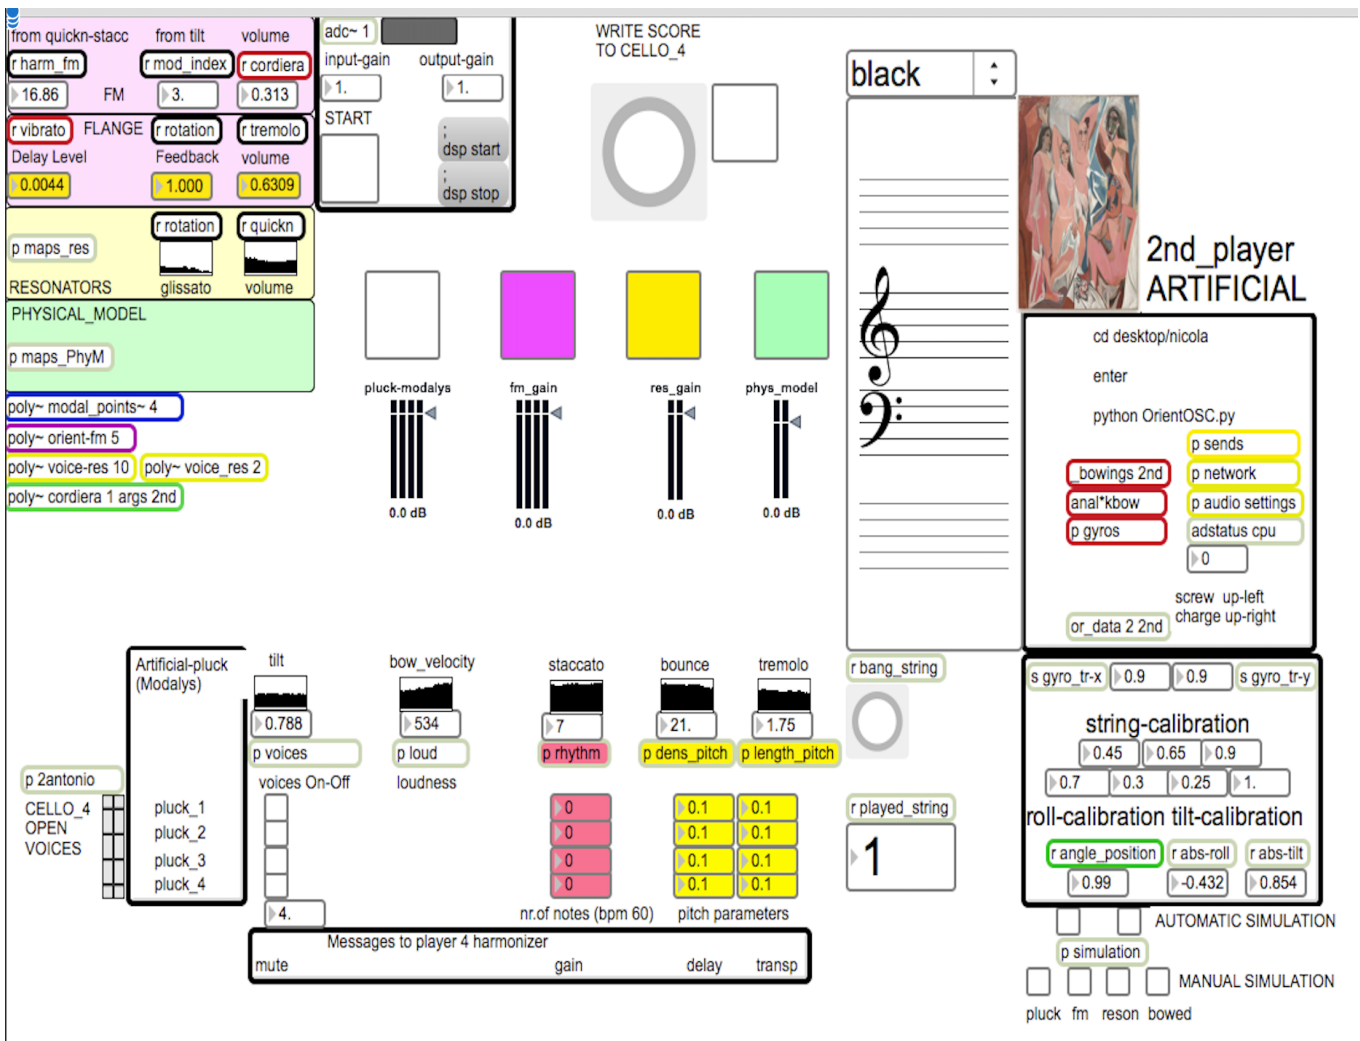 from quickn-stacc from tilt volume
r harm_fm r mod_index r cordiera
16.86 FM 3. 0.313
r vibrato FLANGE r rotation r tremolo
Delay Level Feedback volume
0.0044 1.000 0.6309
r rotation r quickn
p maps_res
RESONATORS glissato volume
PHYSICAL_MODEL
p maps_PhyM
poly~ modal_points~ 4
poly~ orient-fm 5
poly~ voice-res 10 poly~ voice_res 2
poly~ cordiera 1 args 2nd
adc~ 1
input-gain output-gain
1. 1.
START
;
dsp start
;
dsp stop
WRITE SCORE
TO CELLO_4
pluck-modalys fm_gain res_gain phys_model
0.0 dB 0.0 dB 0.0 dB 0.0 dB
black
2nd_player
ARTIFICIAL
cd desktop/nicola
enter
python OrientOSC.py
p sends
_bowings 2nd p network
anal*kbow p audio settings
p gyros adstatus cpu
0
screw up-left
charge up-right
or_data 2 2nd
Artificial-pluck
(Modalys)
tilt bow_velocity staccato bounce tremolo
0.788 534 7 21. 1.75
p voices p loud p rhythm p dens_pitch p length_pitch
voices On-Off loudness
p 2antonio
CELLO_4
OPEN
VOICES
pluck_1 0 0.1 0.1
pluck_2 0 0.1 0.1
pluck_3 0 0.1 0.1
pluck_4 0 0.1 0.1
4. nr.of notes (bpm 60) pitch parameters
Messages to player 4 harmonizer
mute gain delay transp
r bang_string
r played_string
1
s gyro_tr-x 0.9 0.9 s gyro_tr-y
string-calibration
0.45 0.65 0.9
0.7 0.3 0.25 1.
roll-calibration tilt-calibration
r angle_position r abs-roll r abs-tilt
0.99 -0.432 0.854
AUTOMATIC SIMULATION
p simulation
MANUAL SIMULATION
pluck fm reson bowed